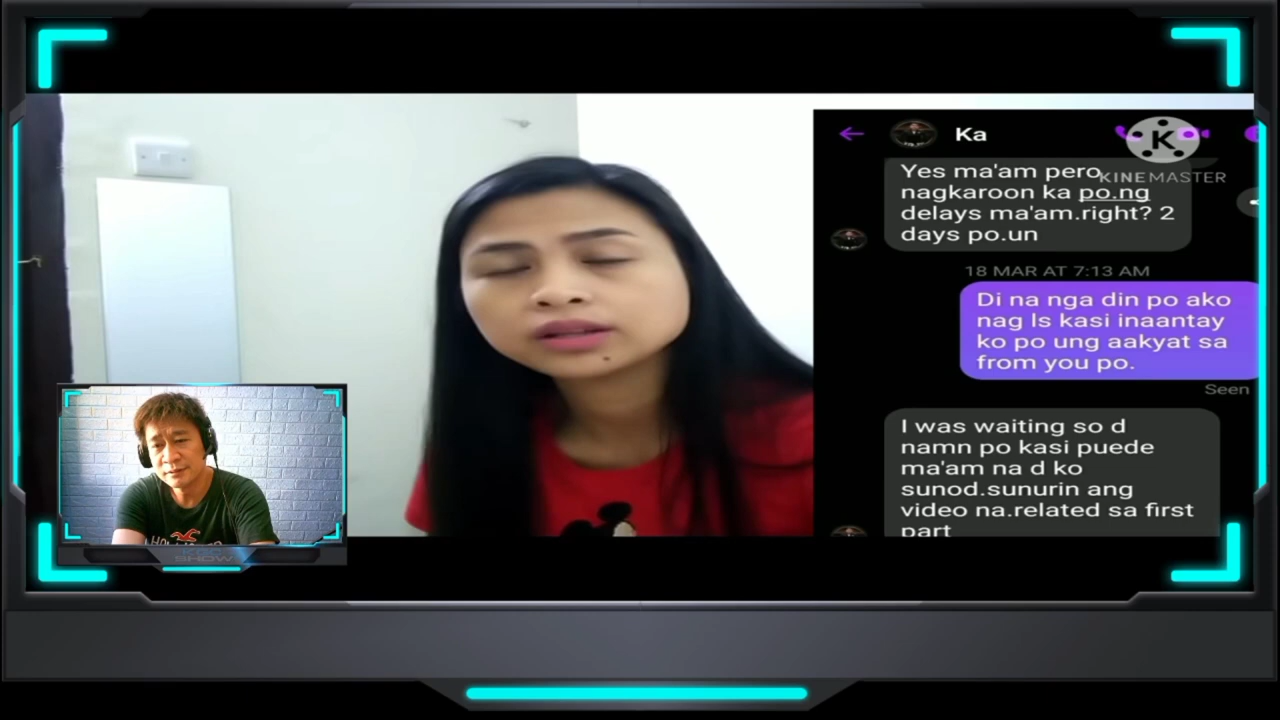 Ka
KINEMASTER
Yes ma'am pero
nagkaroon ka po.ng
delays ma'am.right? 2
days po.un
18 MAR AT 7:13 AM
Di na nga din po ako
nag ls kasi inaantay
ko po ung aakyat sa
from you po.
Seen
I was waiting so d
namn po kasi puede
ma'am na d ko
sunod.sunurin ang
video na.related sa first
part
SHOW